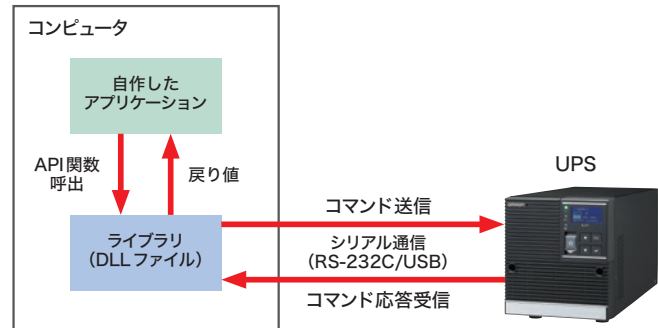 コンピュータ
自作した
アプリケーション
API関数
呼出
戻り値
ライブラリ
(DLLファイル)
コマンド送信
シリアル通信
(RS-232C/USB)
コマンド応答受信
UPS